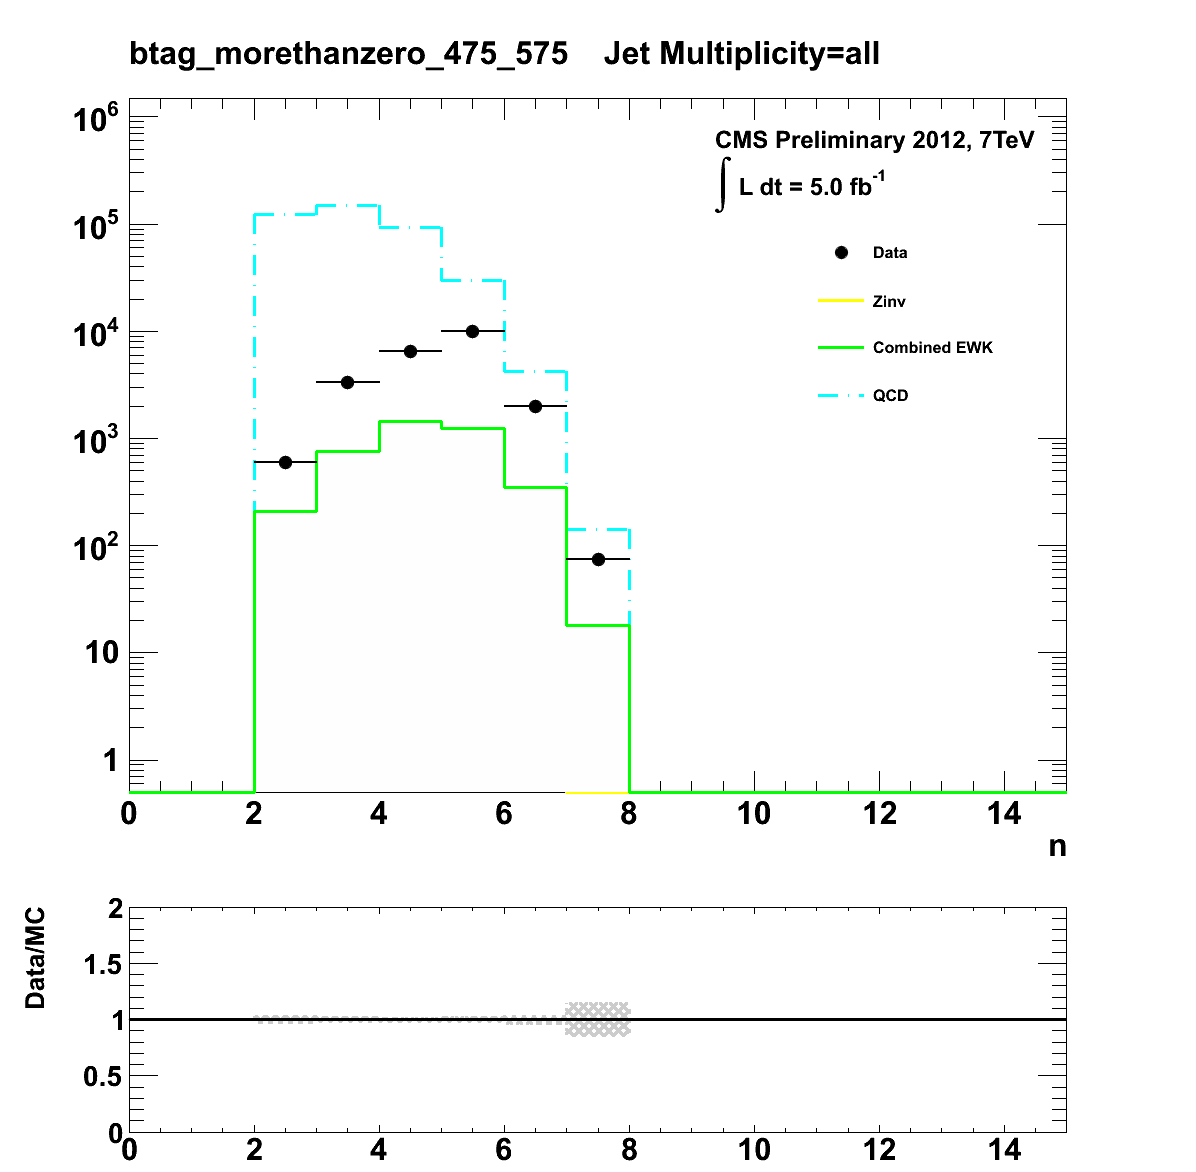 btag_morethanzero_475_575 Jet Multiplicity=all
10^6
10^5
10^4
10^3
10^2
10
1
CMS Preliminary 2012, 7TeV
∫ L dt = 5.0 fb^-1
Data
Zinv
Combined EWK
QCD
0 2 4 6 8 10 12 14
n
Data/MC
2
1.5
1
0.5
0
0 2 4 6 8 10 12 14